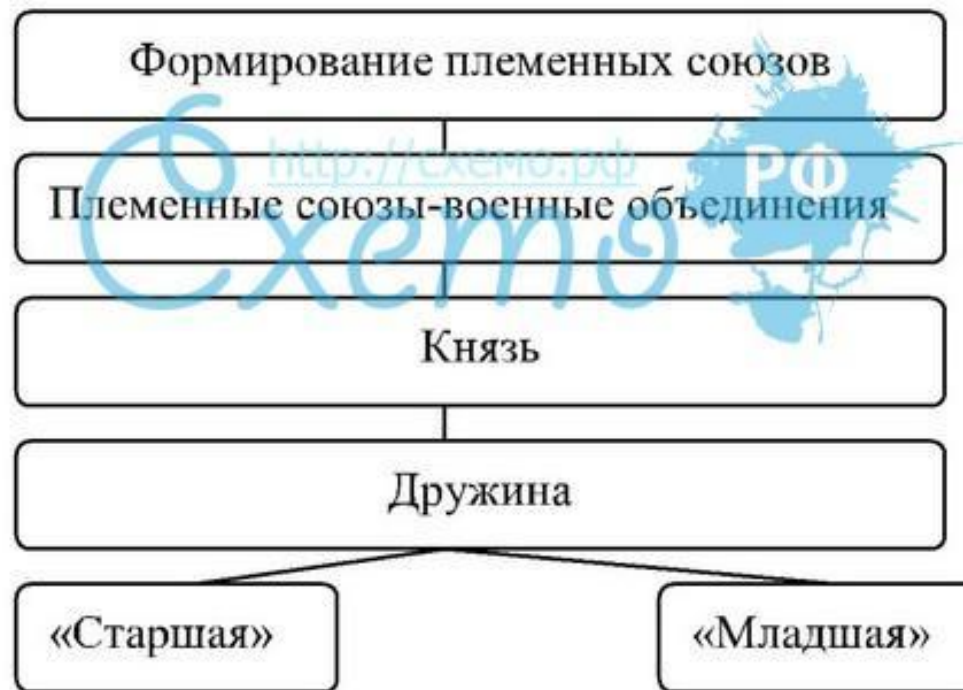 Формирование племенных союзов
http://схемо.рф
РФ
Племенные союзы-военные объединения
Схемо
Князь
Дружина
«Старшая»
«Младшая»